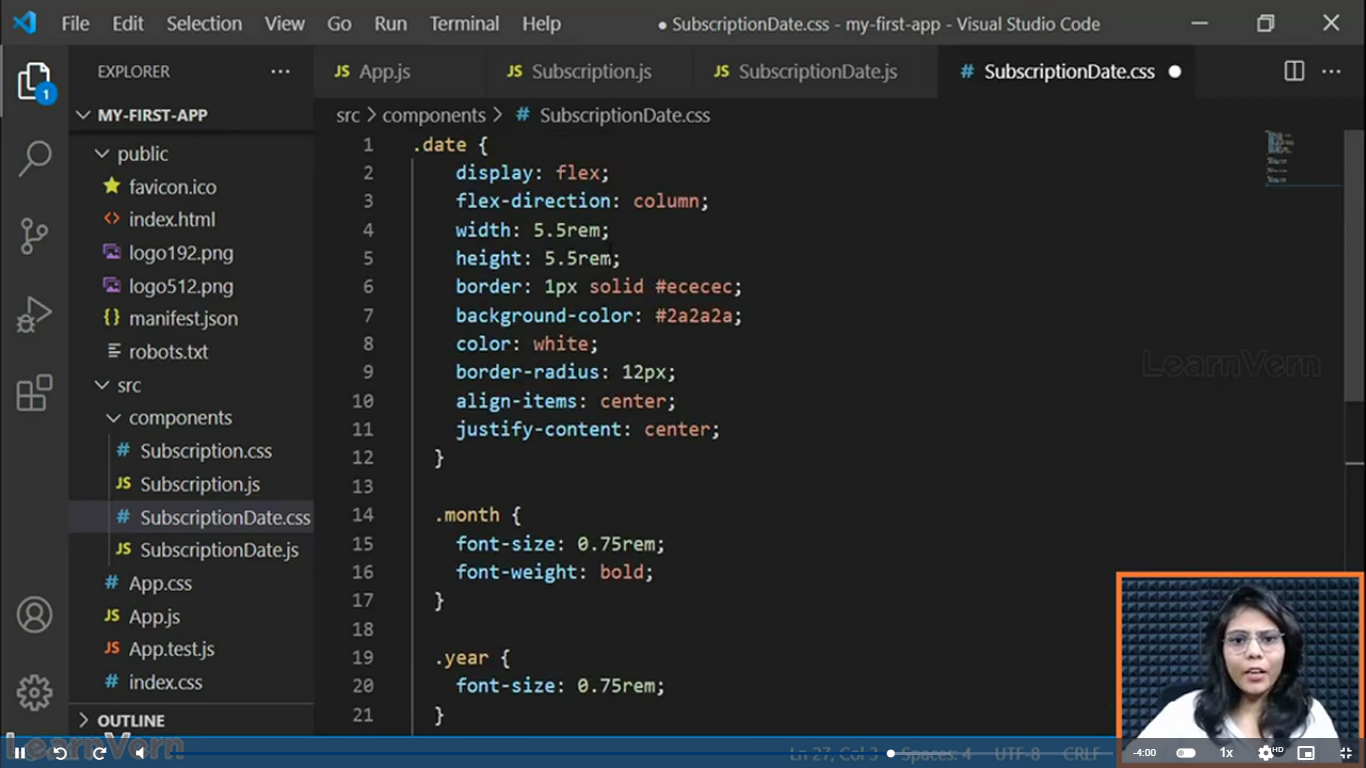 File Edit Selection View Go Run Terminal Help
● SubscriptionDate.css - my-first-app - Visual Studio Code
EXPLORER ...
App.js
Subscription.js
SubscriptionDate.js
SubscriptionDate.css
1
MY-FIRST-APP
public
favicon.ico
index.html
logo192.png
logo512.png
manifest.json
robots.txt
src
components
Subscription.css
Subscription.js
SubscriptionDate.css
SubscriptionDate.js
App.css
App.js
App.test.js
index.css
OUTLINE
src > components > # SubscriptionDate.css
1 .date {
2 display: flex;
3 flex-direction: column;
4 width: 5.5rem;
5 height: 5.5rem;
6 border: 1px solid #ececec;
7 background-color: #2a2a2a;
8 color: white;
9 border-radius: 12px;
10 align-items: center;
11 justify-content: center;
12 }
13
14 .month {
15 font-size: 0.75rem;
16 font-weight: bold;
17 }
18
19 .year {
20 font-size: 0.75rem;
21 }
LearnVern
LearnVern
Ln 27, Col 3 Spaces: 4 UTF-8 CRLF
-4:00 1x HD